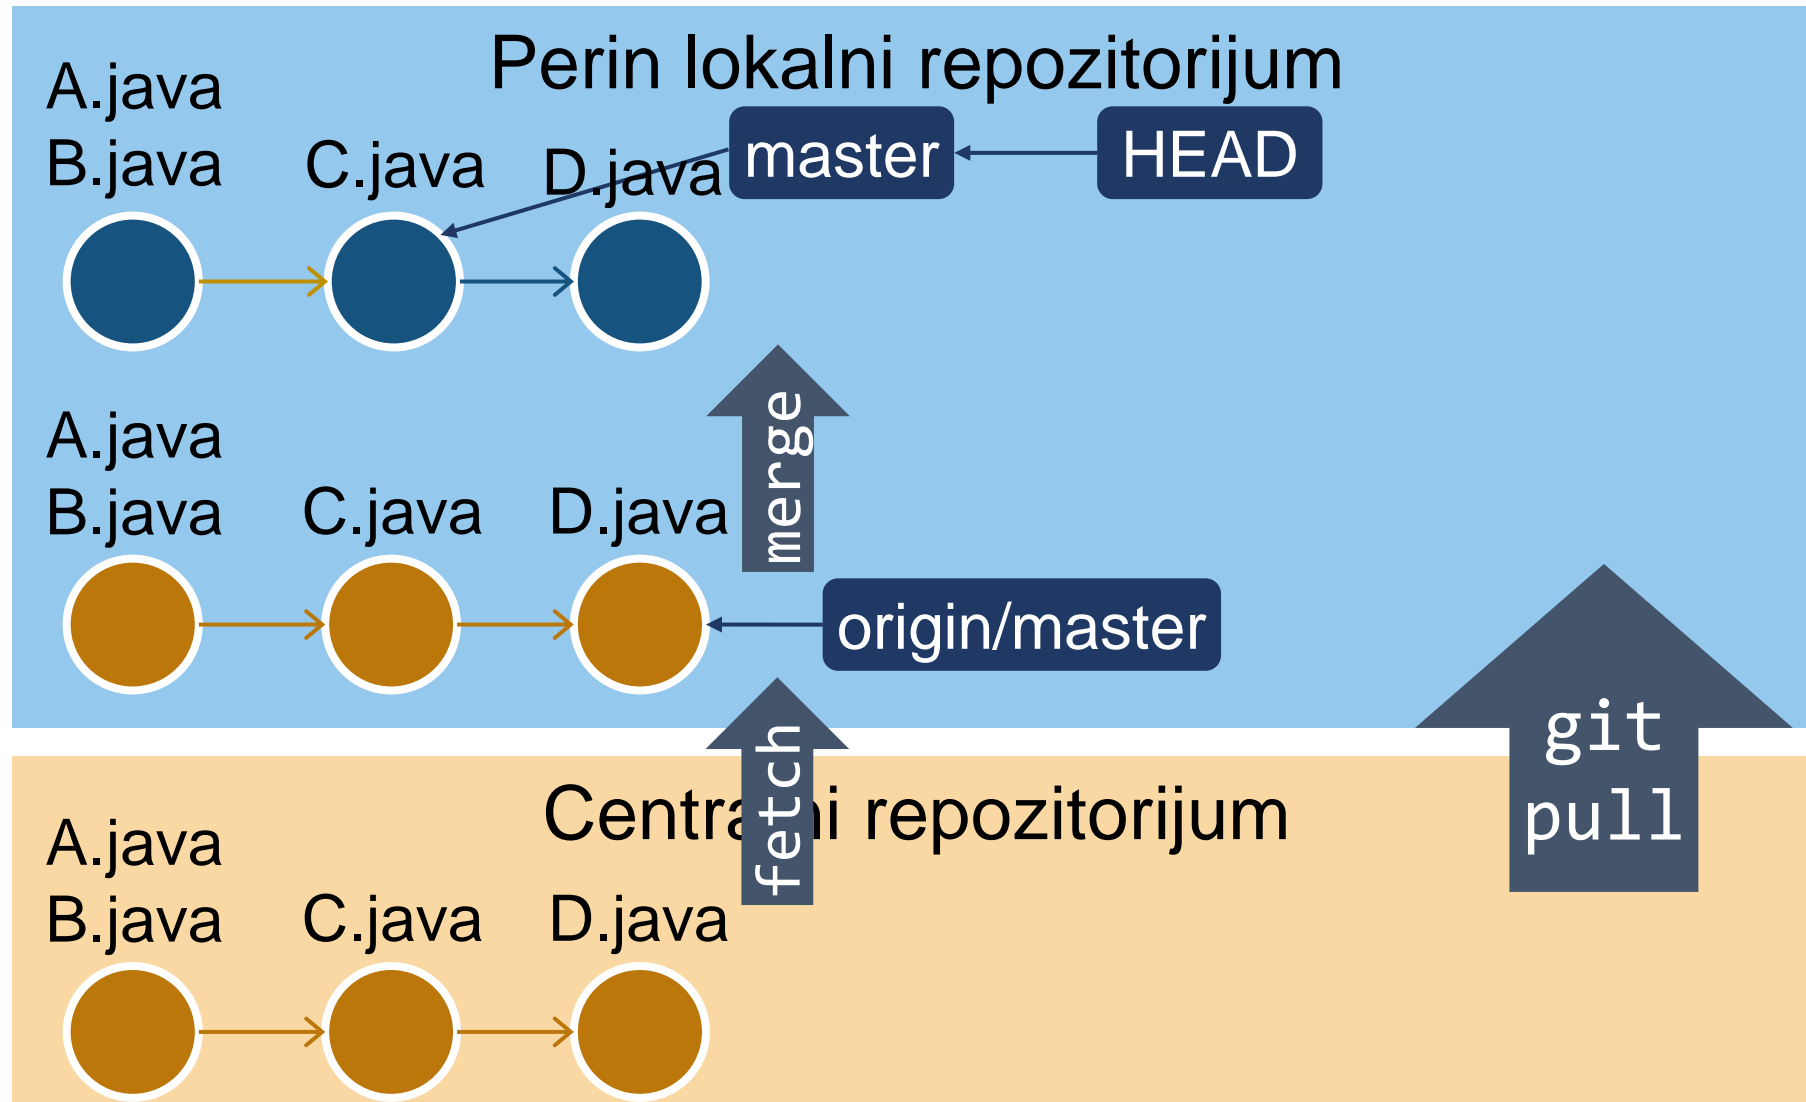 Perin lokalni repozitorijum
A.java
B.java
C.java
D.java
master
HEAD
merge
A.java
B.java
C.java
D.java
origin/master
fetch
git
pull
Centralni repozitorijum
A.java
B.java
C.java
D.java